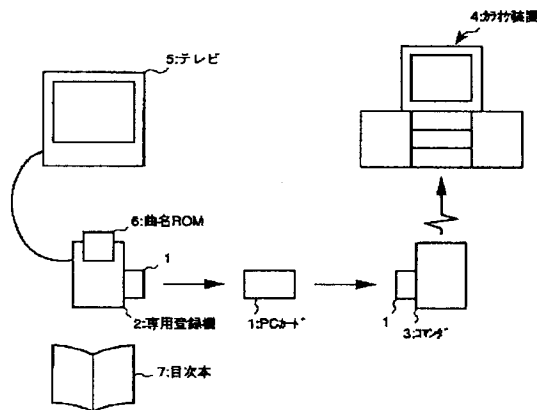 4:カラオケ装置
5:テレビ
6:曲名ROM
1
2:専用登録機
1:PCカード
1
3:コマンダ
7:目次本